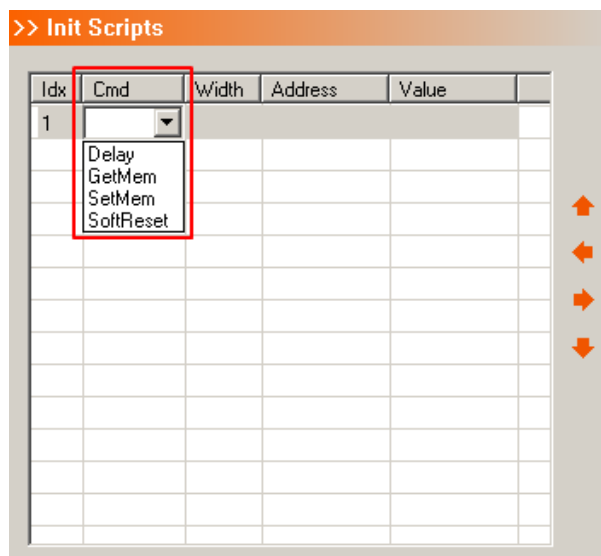 >> Init Scripts
Idx Cmd Width Address Value
1
Delay
GetMem
SetMem
SoftReset